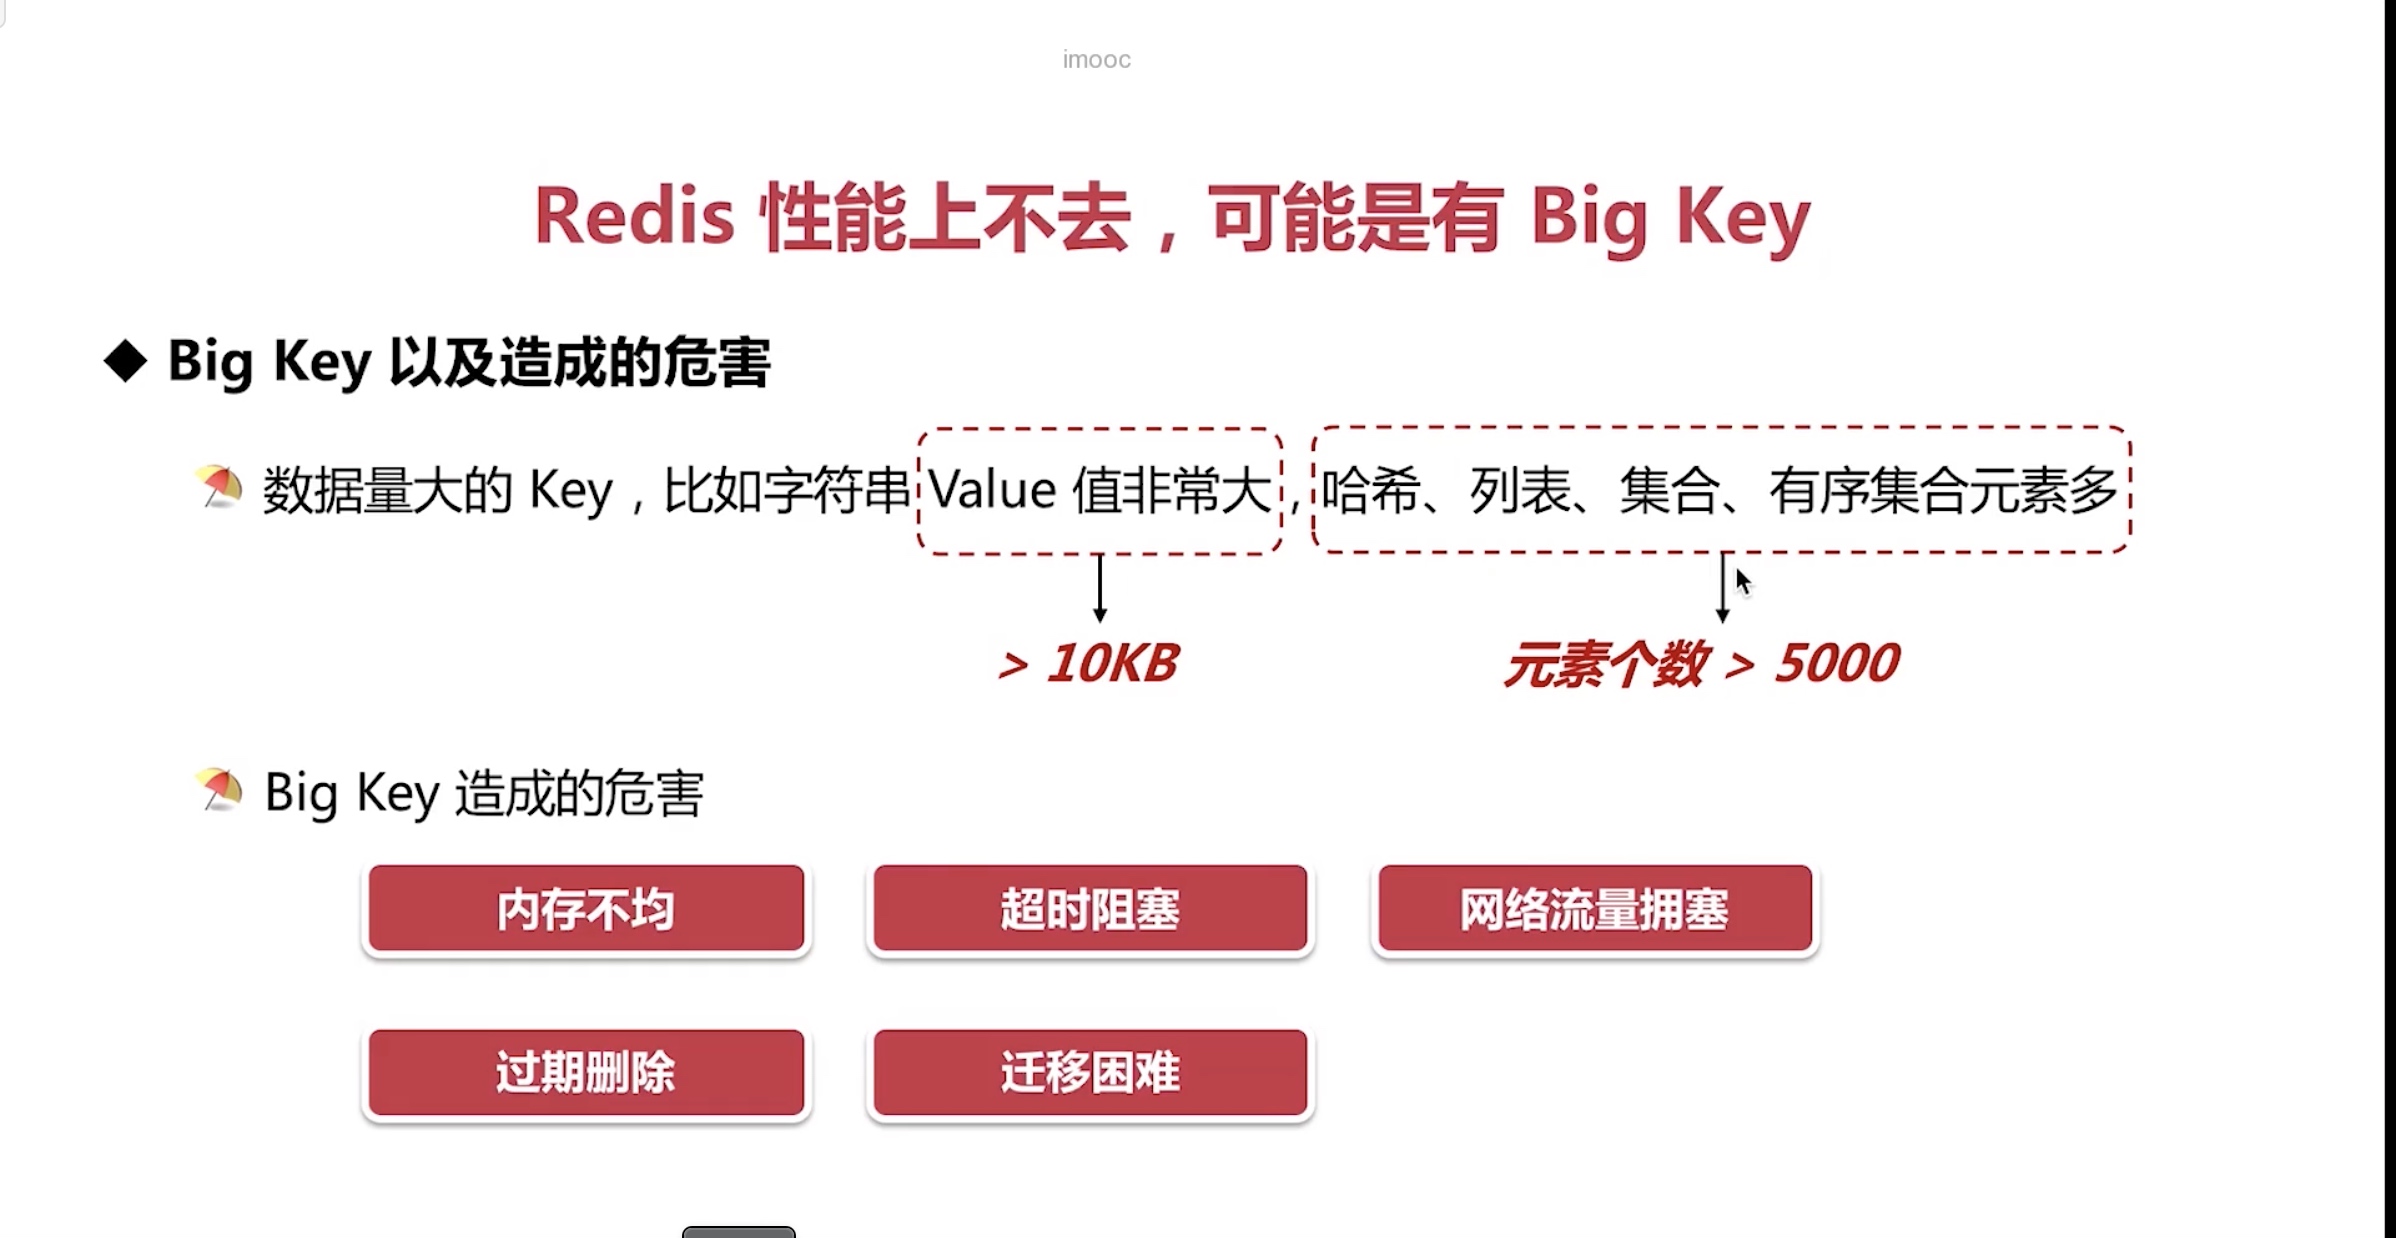 imooc
Redis 性能上不去，可能是有 Big Key
Big Key 以及造成的危害
数据量大的 Key，比如字符串 Value 值非常大，哈希、列表、集合、有序集合元素多
> 10KB
元素个数 > 5000
Big Key 造成的危害
内存不均
超时阻塞
网络流量拥塞
过期删除
迁移困难